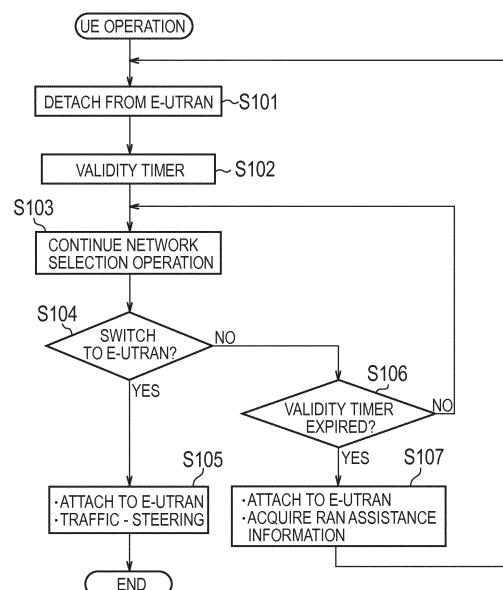 UE OPERATION
DETACH FROM E-UTRAN
S101
VALIDITY TIMER
S102
S103
CONTINUE NETWORK
SELECTION OPERATION
S104
SWITCH
TO E-UTRAN?
NO
YES
S106
VALIDITY TIMER
EXPIRED?
NO
YES
S105
・ATTACH TO E-UTRAN
・TRAFFIC - STEERING
S107
・ATTACH TO E-UTRAN
・ACQUIRE RAN ASSISTANCE
INFORMATION
END